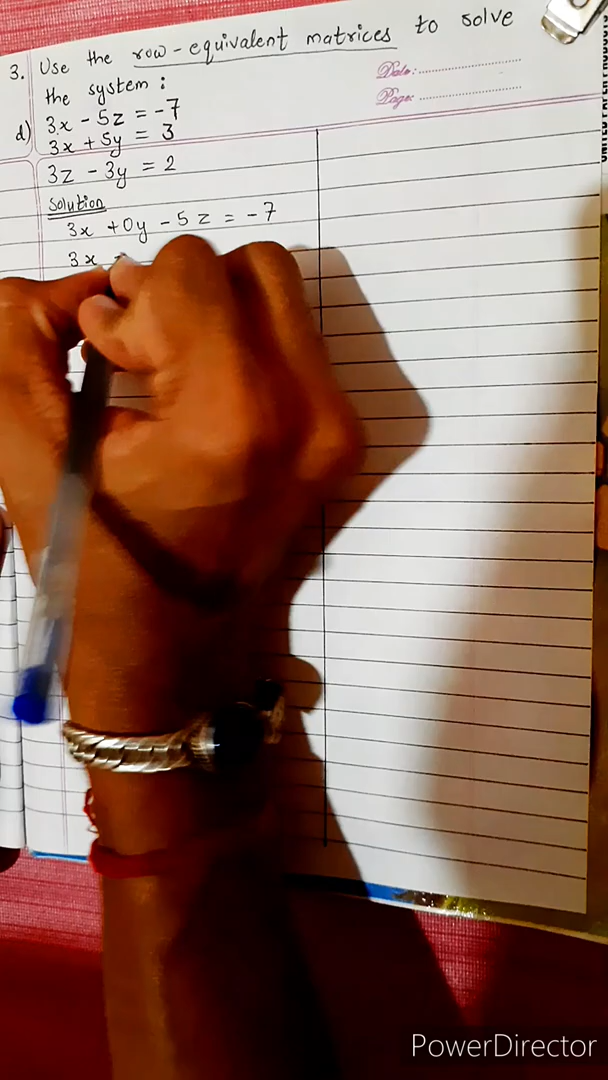 3. Use the row-equivalent matrices to solve
the system :
Date:
Page:
d) 3x - 5z = -7
3x + 5y = 3
3z - 3y = 2
Solution
3x + 0y - 5z = -7
3x
PowerDirector